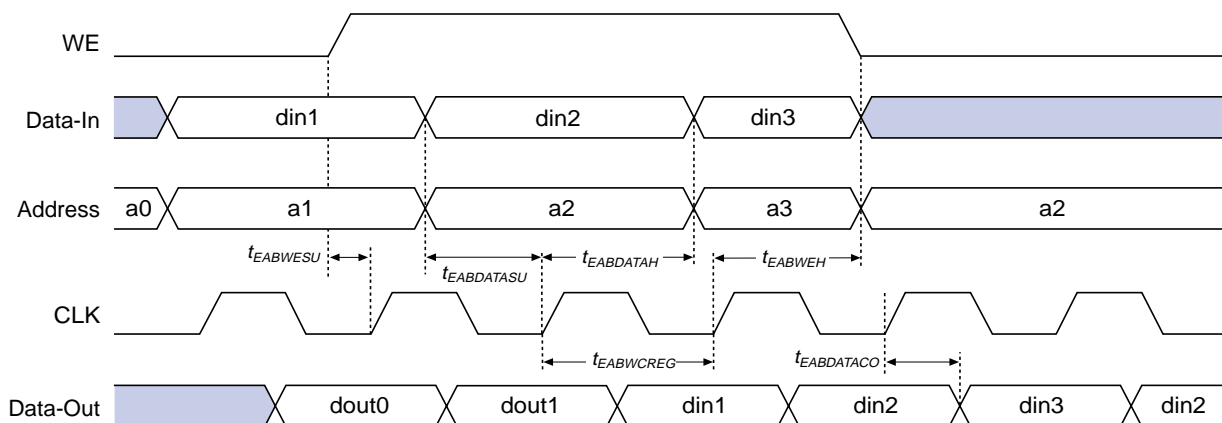 WE
Data-In din1 din2 din3
Address a0 a1 a2 a3 a2
tEABWESU tEABDATASU tEABDATAH tEABWEH
CLK
tEABWCREG tEABDATACO
Data-Out dout0 dout1 din1 din2 din3 din2